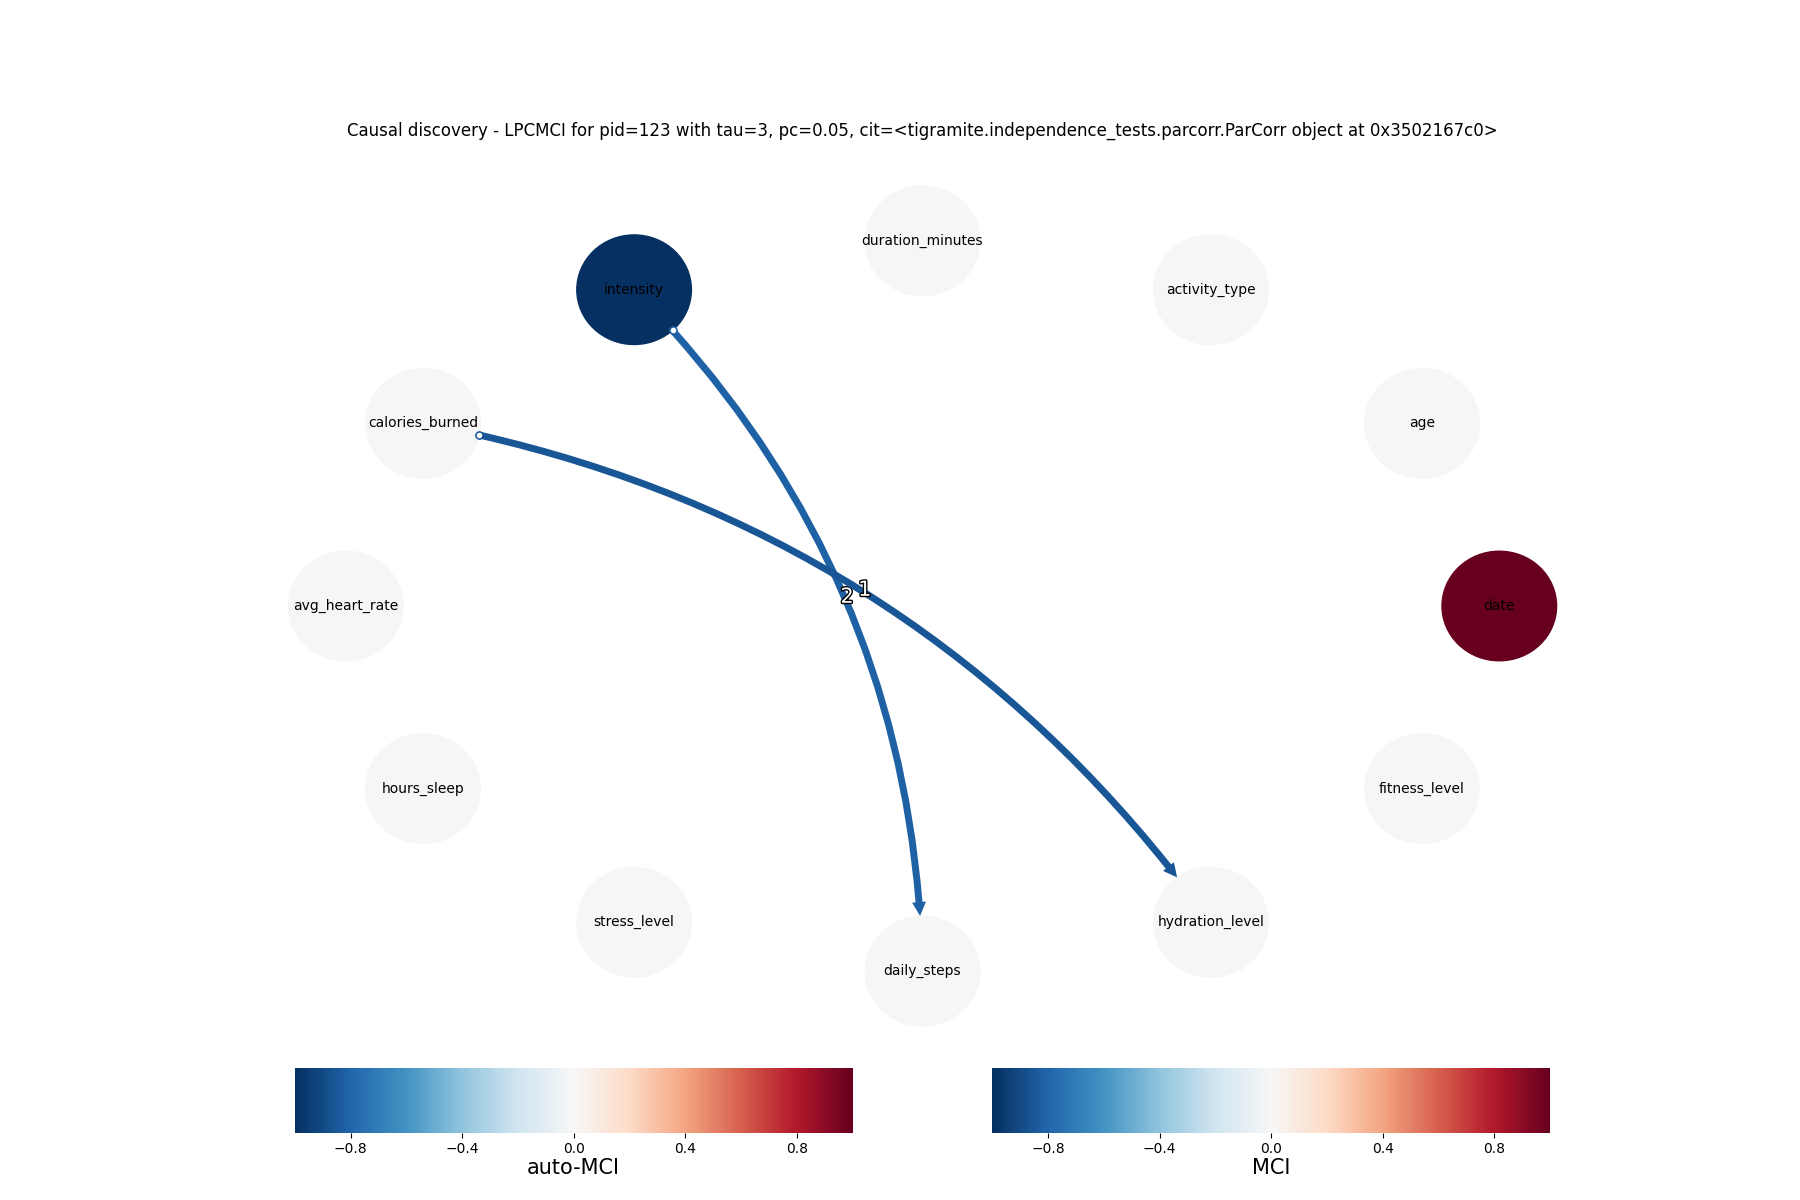 Causal discovery - LPCMCI for pid=123 with tau=3, pc=0.05, cit=<tigramite.independence_tests.parcorr.ParCorr object at 0x3502167c0>
duration_minutes
intensity
activity_type
calories_burned
age
2
1
avg_heart_rate
date
hours_sleep
fitness_level
stress_level
hydration_level
daily_steps
−0.8 −0.4 0.0 0.4 0.8
auto-MCI
−0.8 −0.4 0.0 0.4 0.8
MCI